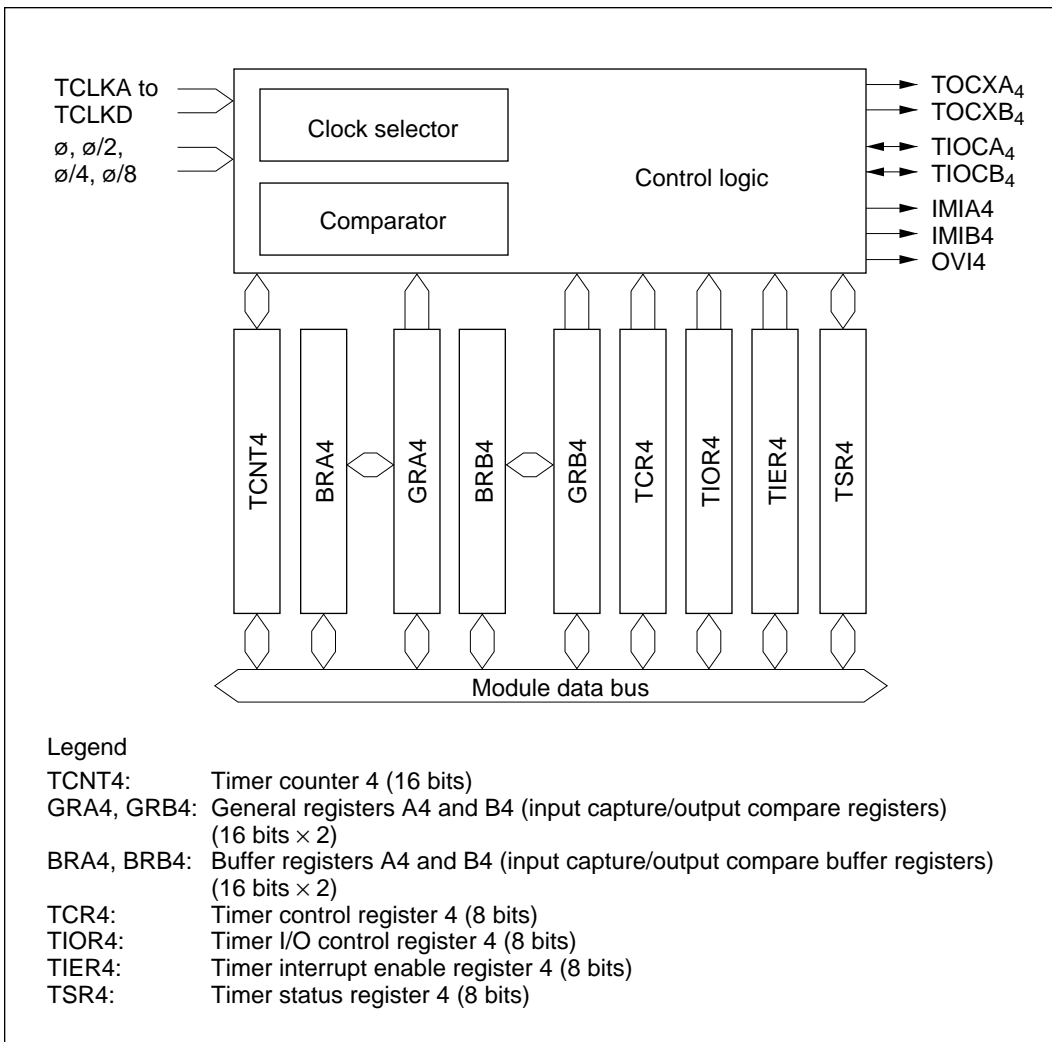 TCLKA to
TCLKD
ø, ø/2,
ø/4, ø/8
Clock selector
Comparator
Control logic
TOCXA4
TOCXB4
TIOCA4
TIOCB4
IMIA4
IMIB4
OVI4
TCNT4
BRA4
GRA4
BRB4
GRB4
TCR4
TIOR4
TIER4
TSR4
Module data bus
Legend
TCNT4: Timer counter 4 (16 bits)
GRA4, GRB4: General registers A4 and B4 (input capture/output compare registers)
(16 bits × 2)
BRA4, BRB4: Buffer registers A4 and B4 (input capture/output compare buffer registers)
(16 bits × 2)
TCR4: Timer control register 4 (8 bits)
TIOR4: Timer I/O control register 4 (8 bits)
TIER4: Timer interrupt enable register 4 (8 bits)
TSR4: Timer status register 4 (8 bits)